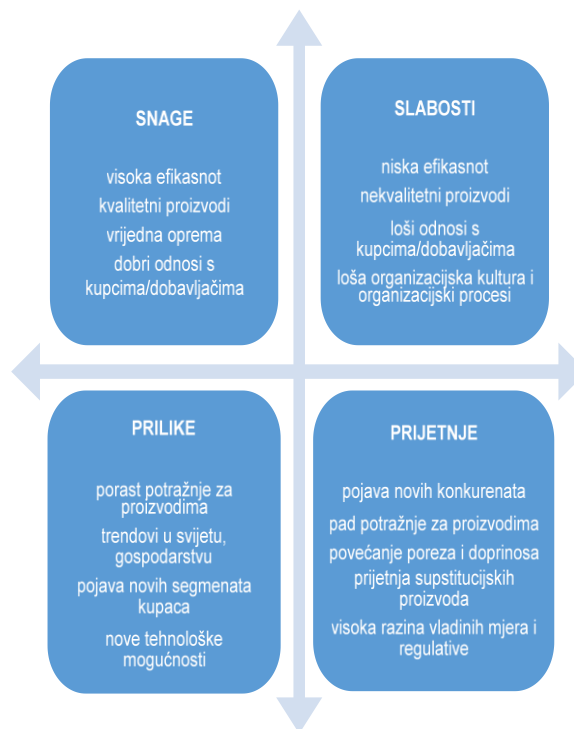 SNAGE
visoka efikasnot
kvalitetni proizvodi
vrijedna oprema
dobri odnosi s
kupcima/dobavljačima
SLABOSTI
niska efikasnot
nekvalitetni proizvodi
loši odnosi s
kupcima/dobavljačima
loša organizacijska kultura i
organizacijski procesi
PRILIKE
porast potražnje za
proizvodima
trendovi u svijetu,
gospodarstvu
pojava novih segmenata
kupaca
nove tehnološke
mogućnosti
PRIJETNJE
pojava novih konkurenata
pad potražnje za proizvodima
povećanje poreza i doprinosa
prijetnja supstitucijskih
proizvoda
visoka razina vladinih mjera i
regulative